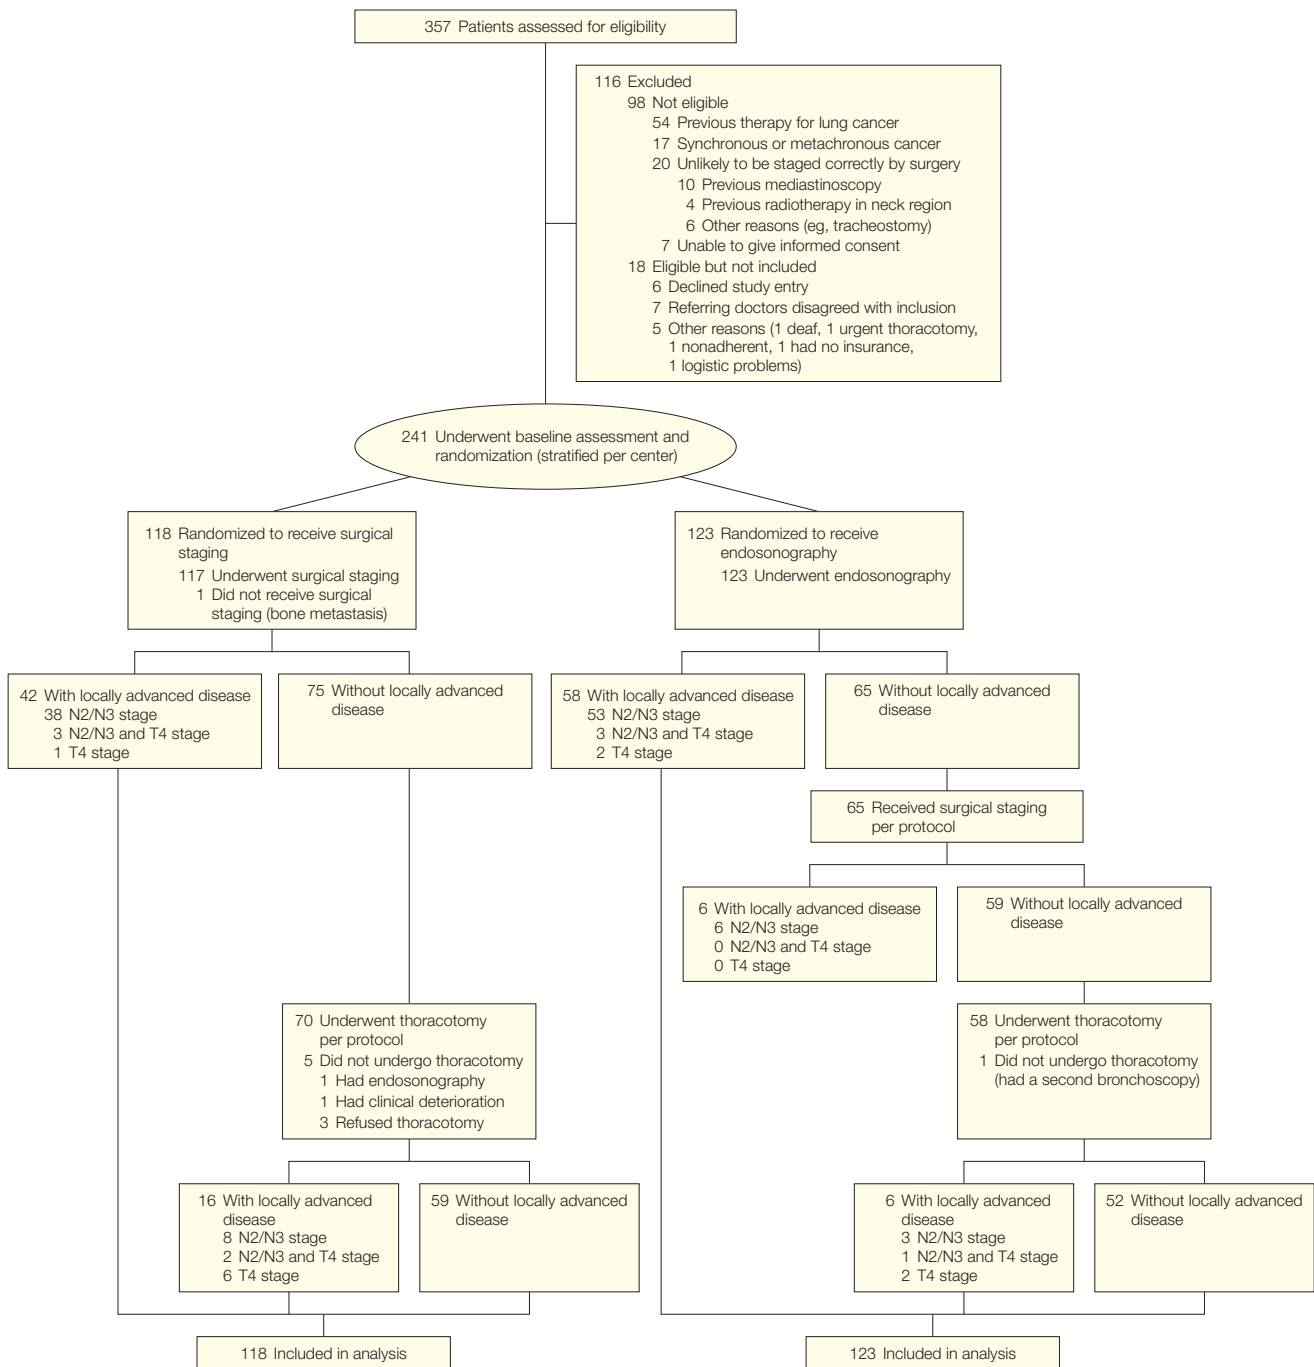 357 Patients assessed for eligibility
116 Excluded
98 Not eligible
54 Previous therapy for lung cancer
17 Synchronous or metachronous cancer
20 Unlikely to be staged correctly by surgery
10 Previous mediastinoscopy
4 Previous radiotherapy in neck region
6 Other reasons (eg, tracheostomy)
7 Unable to give informed consent
18 Eligible but not included
6 Declined study entry
7 Referring doctors disagreed with inclusion
5 Other reasons (1 deaf, 1 urgent thoracotomy,
1 nonadherent, 1 had no insurance,
1 logistic problems)
241 Underwent baseline assessment and
randomization (stratified per center)
118 Randomized to receive surgical
staging
117 Underwent surgical staging
1 Did not receive surgical
staging (bone metastasis)
123 Randomized to receive
endosonography
123 Underwent endosonography
42 With locally advanced disease
38 N2/N3 stage
3 N2/N3 and T4 stage
1 T4 stage
75 Without locally advanced
disease
58 With locally advanced disease
53 N2/N3 stage
3 N2/N3 and T4 stage
2 T4 stage
65 Without locally advanced
disease
65 Received surgical staging
per protocol
6 With locally advanced disease
6 N2/N3 stage
0 N2/N3 and T4 stage
0 T4 stage
59 Without locally advanced
disease
70 Underwent thoracotomy
per protocol
5 Did not undergo thoracotomy
1 Had endosonography
1 Had clinical deterioration
3 Refused thoracotomy
58 Underwent thoracotomy
per protocol
1 Did not undergo thoracotomy
(had a second bronchoscopy)
16 With locally advanced
disease
8 N2/N3 stage
2 N2/N3 and T4 stage
6 T4 stage
59 Without locally advanced
disease
6 With locally advanced
disease
3 N2/N3 stage
1 N2/N3 and T4 stage
2 T4 stage
52 Without locally advanced
disease
118 Included in analysis
123 Included in analysis